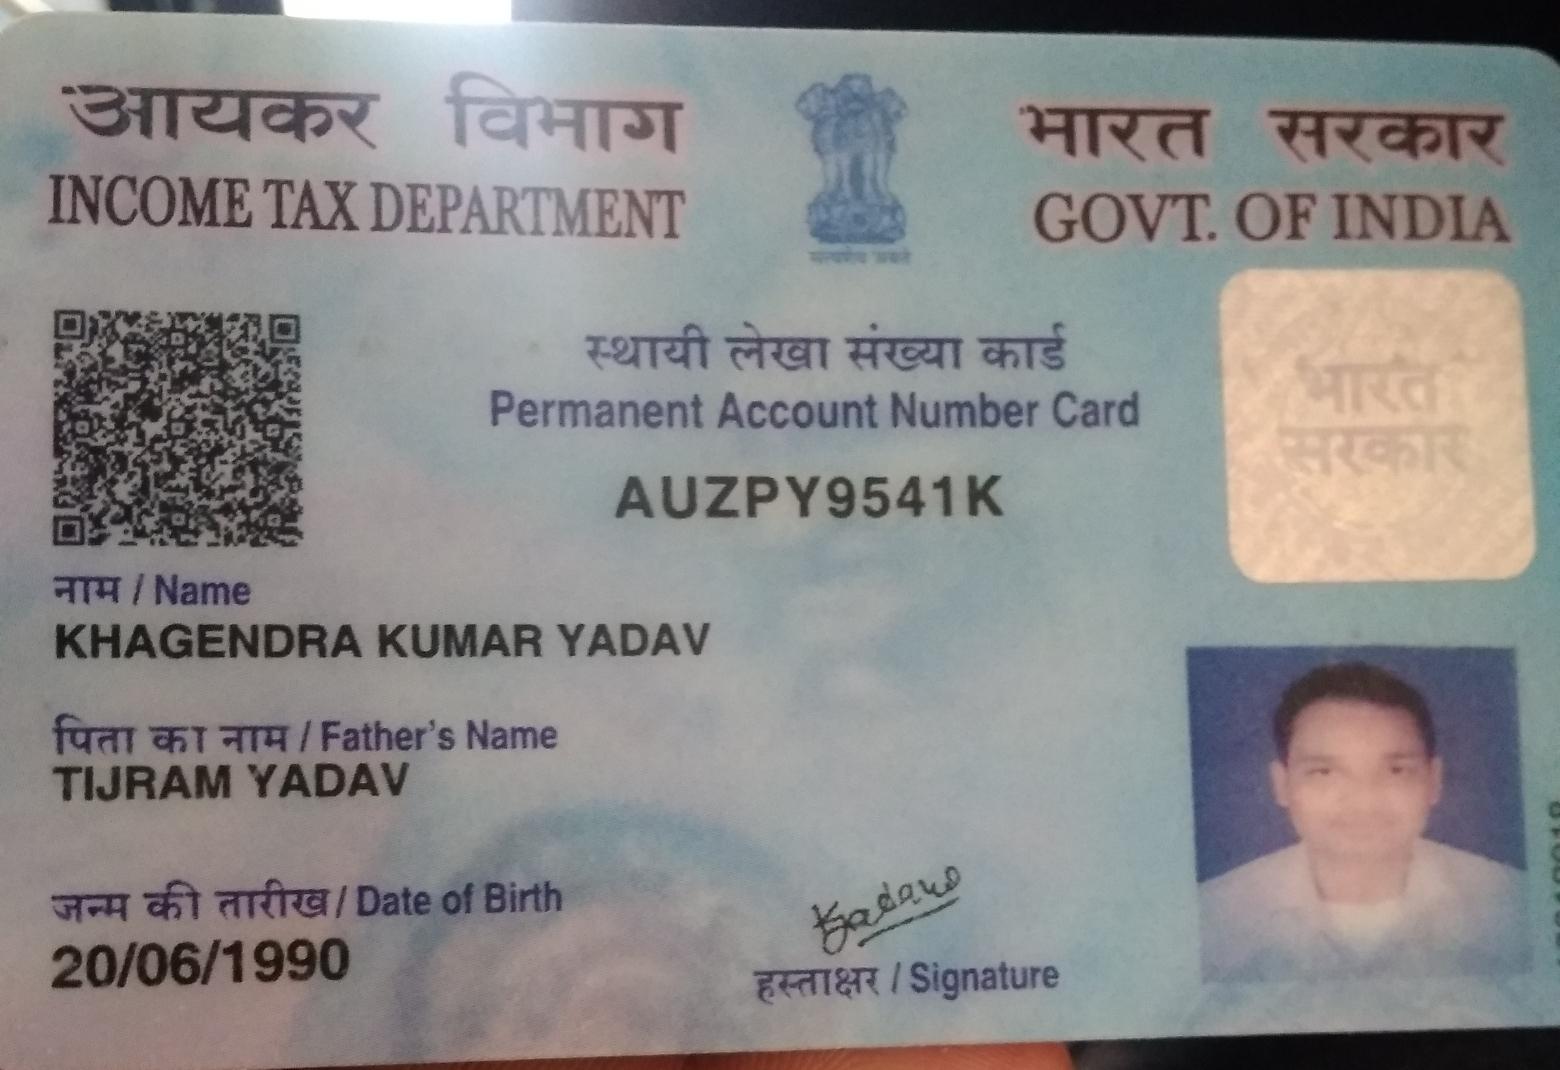 आयकर विभाग
INCOME TAX DEPARTMENT
भारत सरकार
GOVT. OF INDIA
सत्यमेव जयते
स्थायी लेखा संख्या कार्ड
Permanent Account Number Card
AUZPY9541K
भारत
सरकार
नाम / Name
KHAGENDRA KUMAR YADAV
पिता का नाम / Father's Name
TIJRAM YADAV
जन्म की तारीख / Date of Birth
20/06/1990
हस्ताक्षर / Signature